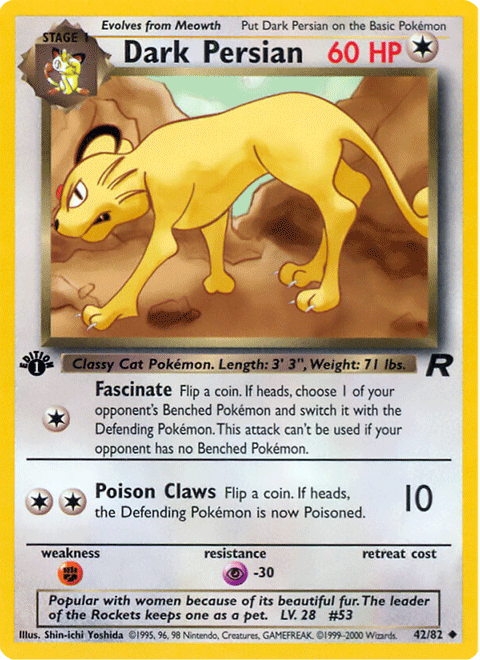 Evolves from Meowth Put Dark Persian on the Basic Pokémon
STAGE 1
Dark Persian 60 HP
EDITION
1
Classy Cat Pokémon. Length: 3' 3", Weight: 71 lbs.
R
Fascinate Flip a coin. If heads, choose 1 of your
opponent's Benched Pokémon and switch it with the
Defending Pokémon. This attack can't be used if your
opponent has no Benched Pokémon.
Poison Claws Flip a coin. If heads, 10
the Defending Pokémon is now Poisoned.
weakness resistance retreat cost
-30
Popular with women because of its beautiful fur. The leader
of the Rockets keeps one as a pet. LV. 28 #53
Illus. Shin-ichi Yoshida ©1995, 96, 98 Nintendo, Creatures, GAMEFREAK. ©1999-2000 Wizards. 42/82